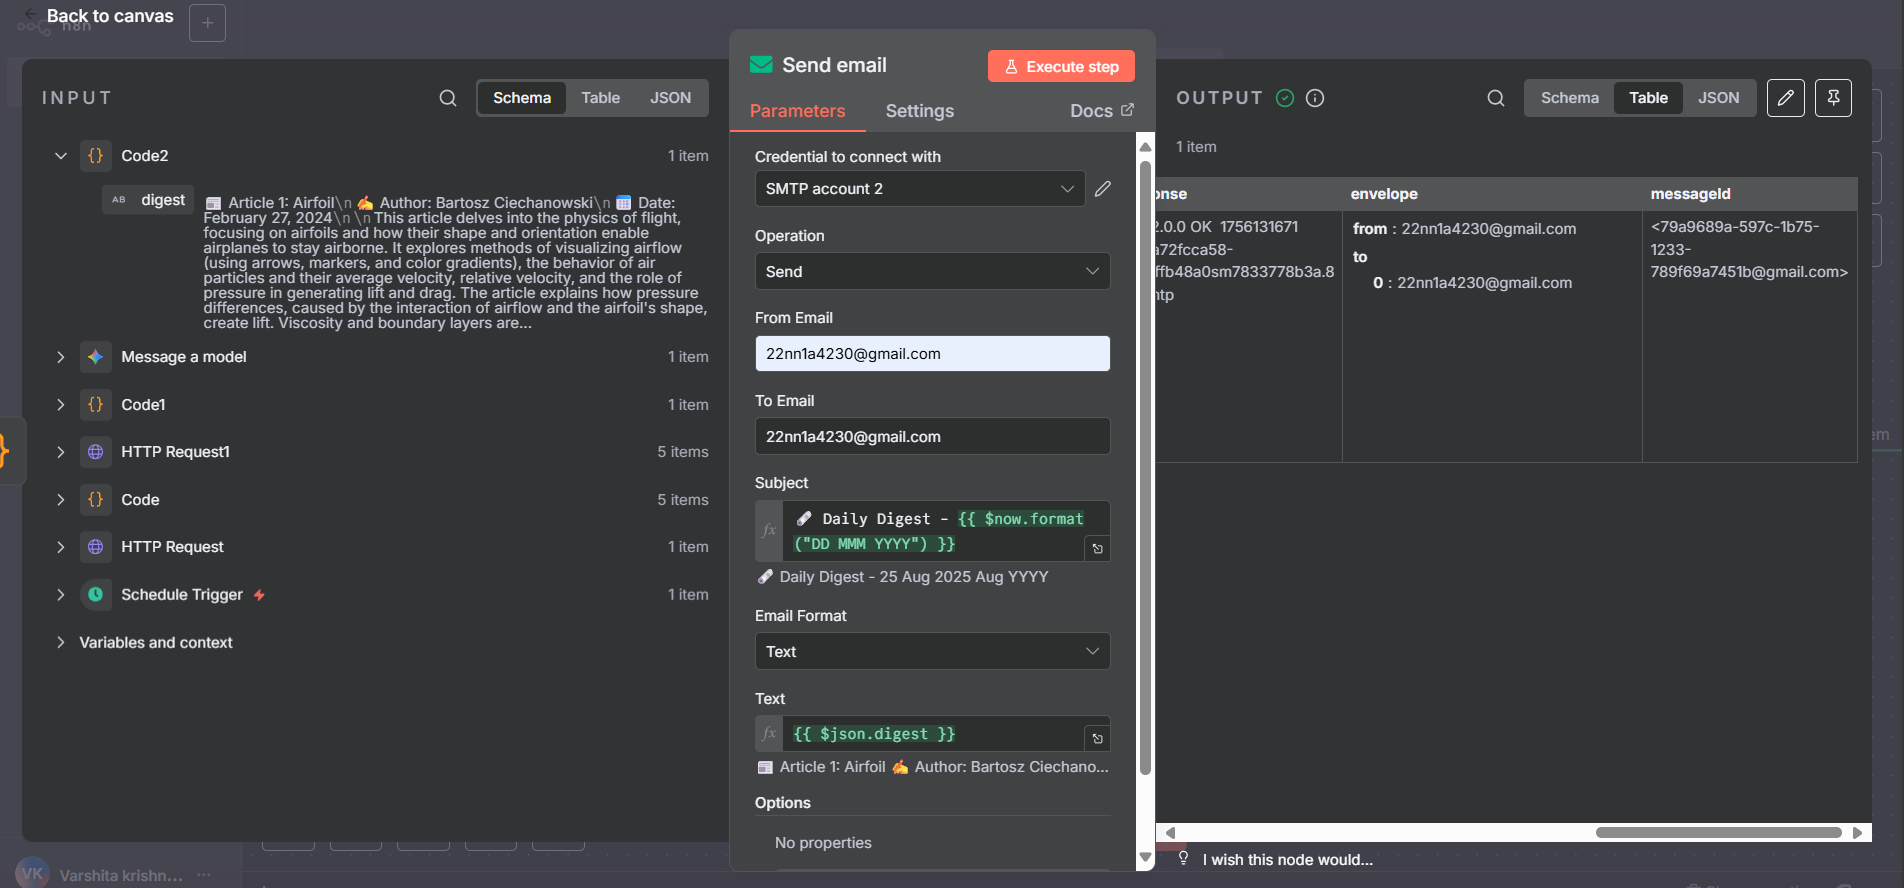 Back to canvas
n8n
INPUT
Schema
Table
JSON
Code2
1 item
AB digest
📰 Article 1: Airfoil\n ✍️ Author: Bartosz Ciechanowski\n 📅 Date:
February 27, 2024\n \n This article delves into the physics of flight,
focusing on airfoils and how their shape and orientation enable
airplanes to stay airborne. It explores methods of visualizing airflow
(using arrows, markers, and color gradients), the behavior of air
particles and their average velocity, relative velocity, and the role of
pressure in generating lift and drag. The article explains how pressure
differences, caused by the interaction of airflow and the airfoil's shape,
create lift. Viscosity and boundary layers are...
Message a model
1 item
Code1
1 item
HTTP Request1
5 items
Code
5 items
HTTP Request
1 item
Schedule Trigger
1 item
Variables and context
VK Varshita krishn...
Send email
Execute step
Parameters
Settings
Docs
Credential to connect with
SMTP account 2
Operation
Send
From Email
22nn1a4230@gmail.com
To Email
22nn1a4230@gmail.com
Subject
fx 🗞️ Daily Digest - {{ $now.format
("DD MMM YYYY") }}
🗞️ Daily Digest - 25 Aug 2025 Aug YYYY
Email Format
Text
Text
fx {{ $json.digest }}
📰 Article 1: Airfoil ✍️ Author: Bartosz Ciechano...
Options
No properties
OUTPUT
Schema
Table
JSON
1 item
onse
envelope
messageId
2.0.0 OK 1756131671
a72fcca58-
ffb48a0sm7833778b3a.8
from : 22nn1a4230@gmail.com
to
0 : 22nn1a4230@gmail.com
<79a9689a-597c-1b75-
1233-
789f69a7451b@gmail.com>
I wish this node would...